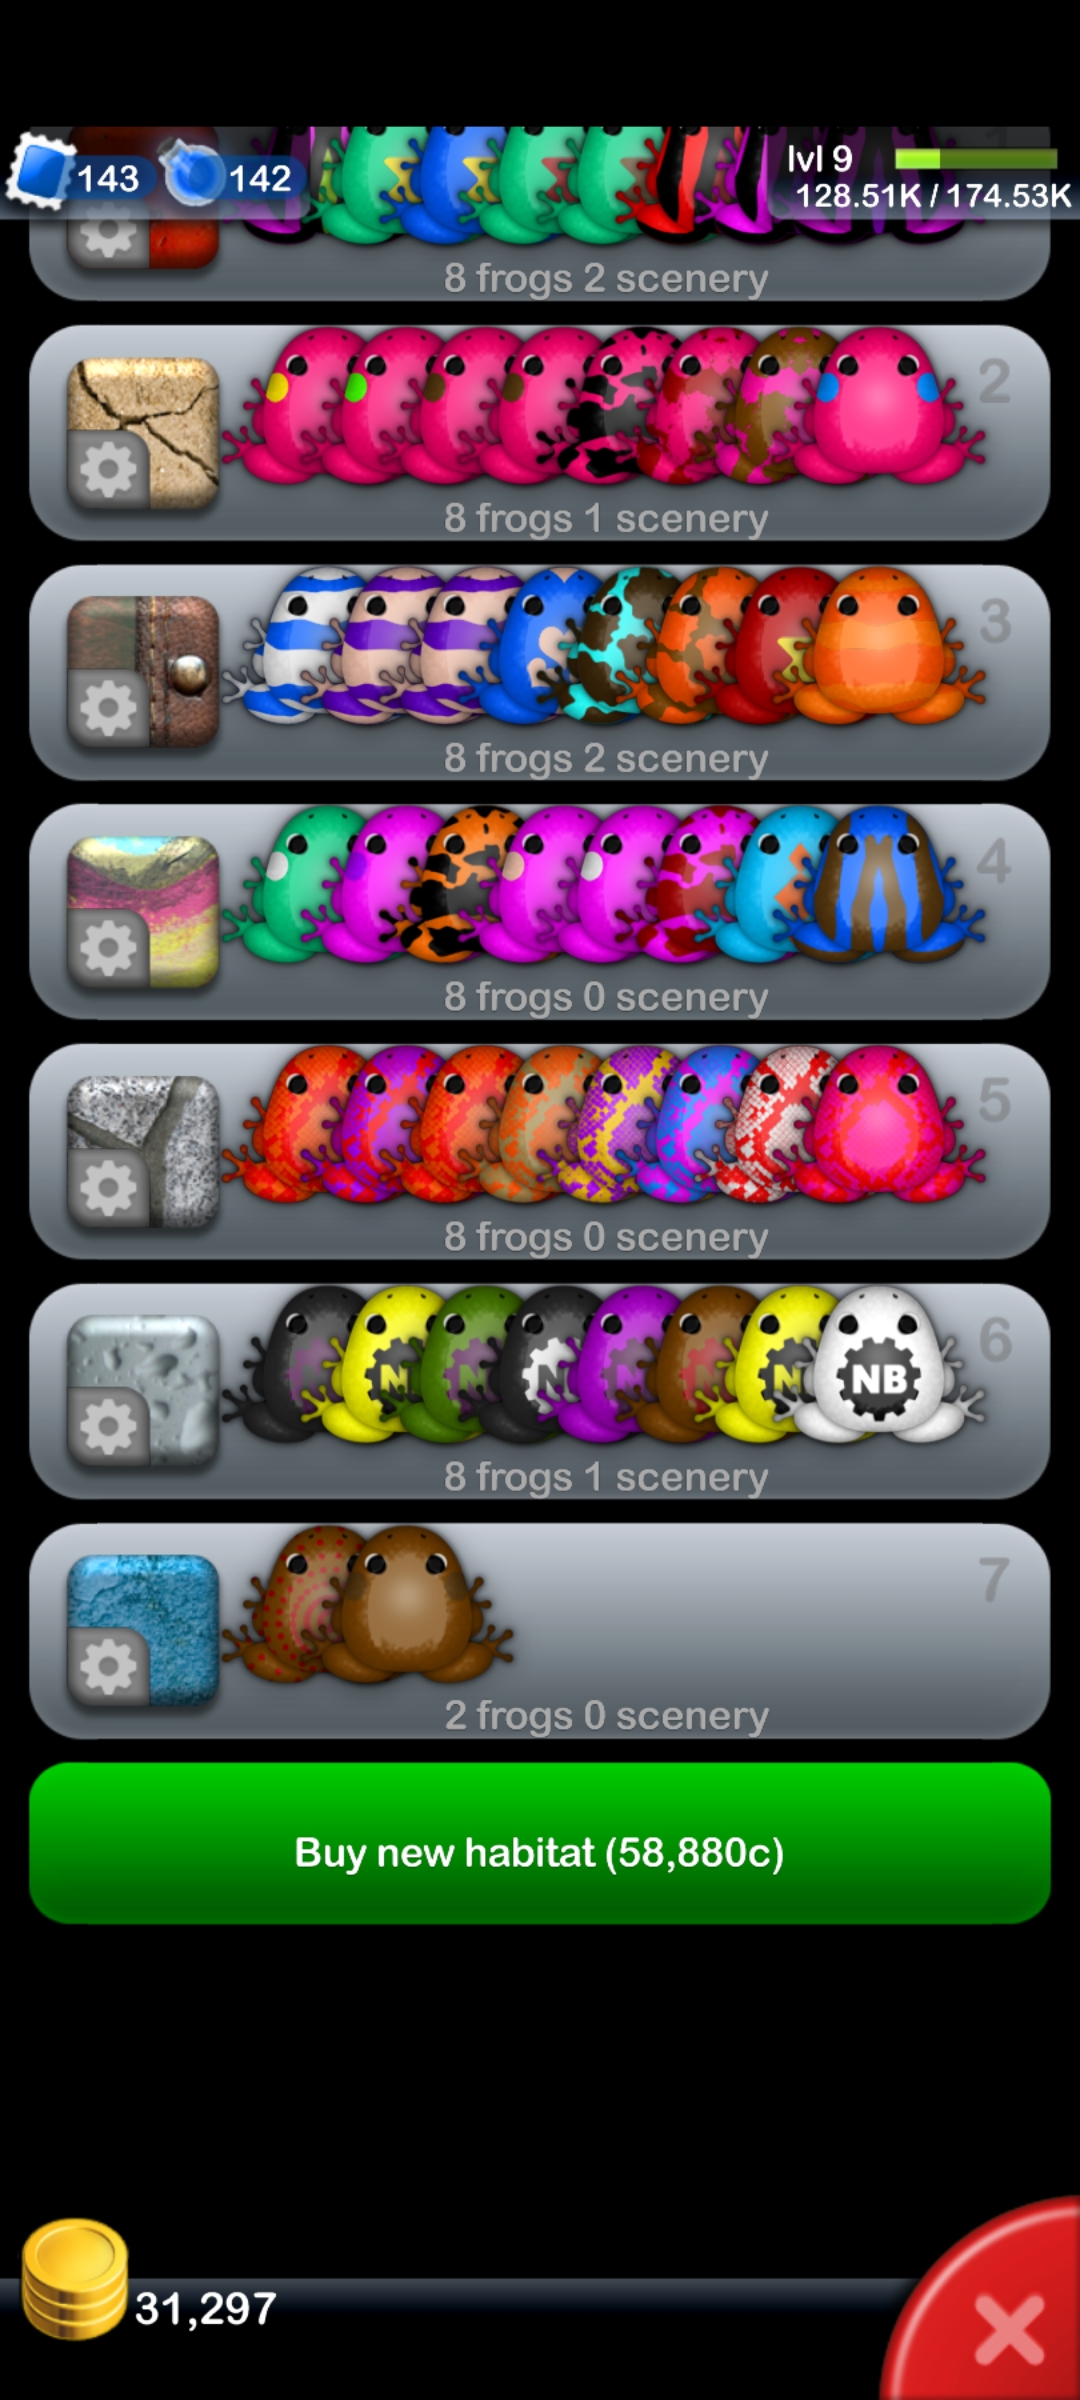 143
142
lvl 9
128.51K / 174.53K
1
8 frogs 2 scenery
2
8 frogs 1 scenery
3
8 frogs 2 scenery
4
8 frogs 0 scenery
5
8 frogs 0 scenery
6
N
N
N
N
N
NB
8 frogs 1 scenery
7
2 frogs 0 scenery
Buy new habitat (58,880c)
31,297